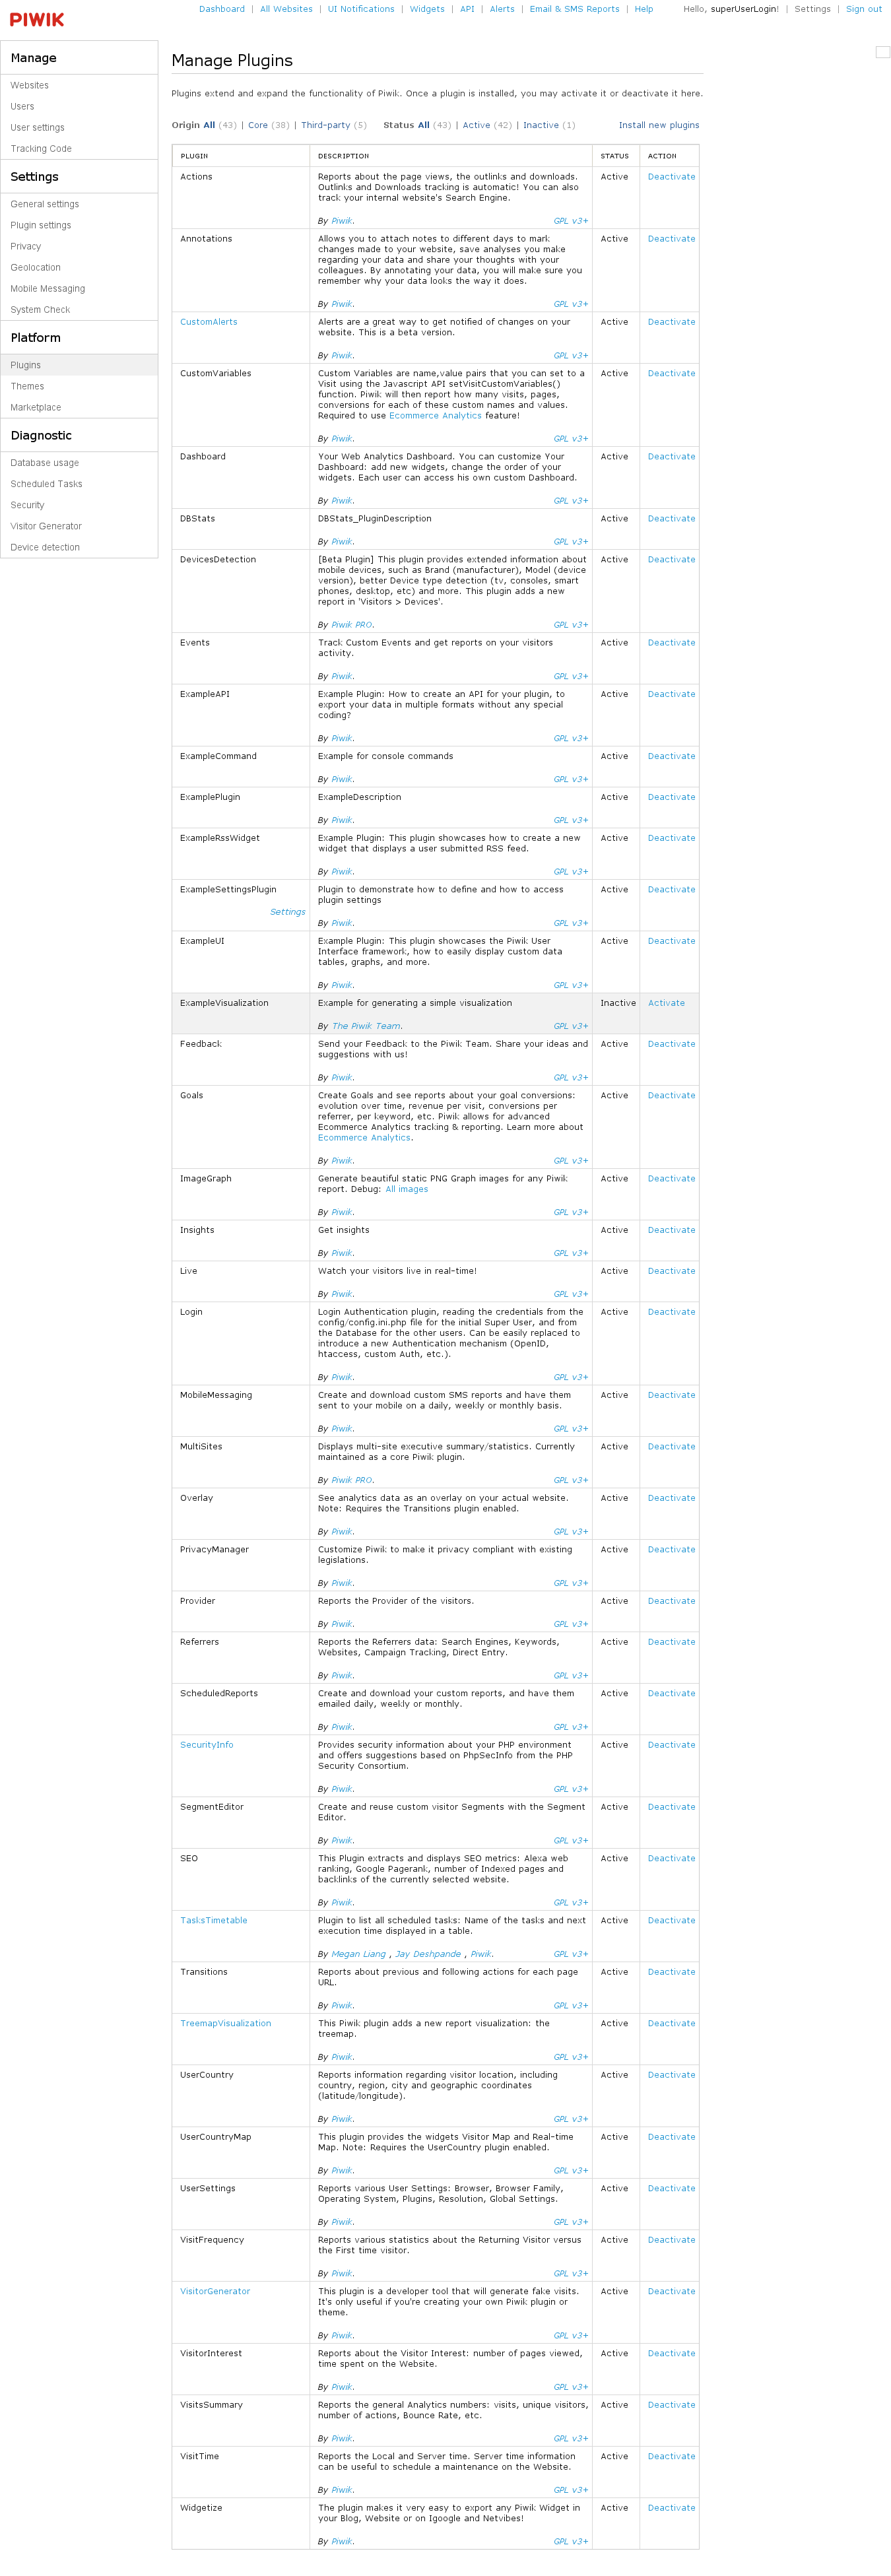 PIWIK
Dashboard | All Websites | UI Notifications | Widgets | API | Alerts | Email & SMS Reports | Help Hello, superUserLogin! | Settings | Sign out
Manage
Websites
Users
User settings
Tracking Code
Settings
General settings
Plugin settings
Privacy
Geolocation
Mobile Messaging
System Check
Platform
Plugins
Themes
Marketplace
Diagnostic
Database usage
Scheduled Tasks
Security
Visitor Generator
Device detection
Manage Plugins
Plugins extend and expand the functionality of Piwik. Once a plugin is installed, you may activate it or deactivate it here.
Origin All (43) | Core (38) | Third-party (5) Status All (43) | Active (42) | Inactive (1) Install new plugins
PLUGIN DESCRIPTION STATUS ACTION
Actions Reports about the page views, the outlinks and downloads. Active Deactivate
Outlinks and Downloads tracking is automatic! You can also
track your internal website's Search Engine.
By Piwik. GPL v3+
Annotations Allows you to attach notes to different days to mark Active Deactivate
changes made to your website, save analyses you make
regarding your data and share your thoughts with your
colleagues. By annotating your data, you will make sure you
remember why your data looks the way it does.
By Piwik. GPL v3+
CustomAlerts Alerts are a great way to get notified of changes on your Active Deactivate
website. This is a beta version.
By Piwik. GPL v3+
CustomVariables Custom Variables are name,value pairs that you can set to a Active Deactivate
Visit using the Javascript API setVisitCustomVariables()
function. Piwik will then report how many visits, pages,
conversions for each of these custom names and values.
Required to use Ecommerce Analytics feature!
By Piwik. GPL v3+
Dashboard Your Web Analytics Dashboard. You can customize Your Active Deactivate
Dashboard: add new widgets, change the order of your
widgets. Each user can access his own custom Dashboard.
By Piwik. GPL v3+
DBStats DBStats_PluginDescription Active Deactivate
By Piwik. GPL v3+
DevicesDetection [Beta Plugin] This plugin provides extended information about Active Deactivate
mobile devices, such as Brand (manufacturer), Model (device
version), better Device type detection (tv, consoles, smart
phones, desktop, etc) and more. This plugin adds a new
report in 'Visitors > Devices'.
By Piwik PRO. GPL v3+
Events Track Custom Events and get reports on your visitors Active Deactivate
activity.
By Piwik. GPL v3+
ExampleAPI Example Plugin: How to create an API for your plugin, to Active Deactivate
export your data in multiple formats without any special
coding?
By Piwik. GPL v3+
ExampleCommand Example for console commands Active Deactivate
By Piwik. GPL v3+
ExamplePlugin ExampleDescription Active Deactivate
By Piwik. GPL v3+
ExampleRssWidget Example Plugin: This plugin showcases how to create a new Active Deactivate
widget that displays a user submitted RSS feed.
By Piwik. GPL v3+
ExampleSettingsPlugin Plugin to demonstrate how to define and how to access Active Deactivate
plugin settings
Settings
By Piwik. GPL v3+
ExampleUI Example Plugin: This plugin showcases the Piwik User Active Deactivate
Interface framework, how to easily display custom data
tables, graphs, and more.
By Piwik. GPL v3+
ExampleVisualization Example for generating a simple visualization Inactive Activate
By The Piwik Team. GPL v3+
Feedback Send your Feedback to the Piwik Team. Share your ideas and Active Deactivate
suggestions with us!
By Piwik. GPL v3+
Goals Create Goals and see reports about your goal conversions: Active Deactivate
evolution over time, revenue per visit, conversions per
referrer, per keyword, etc. Piwik allows for advanced
Ecommerce Analytics tracking & reporting. Learn more about
Ecommerce Analytics.
By Piwik. GPL v3+
ImageGraph Generate beautiful static PNG Graph images for any Piwik Active Deactivate
report. Debug: All images
By Piwik. GPL v3+
Insights Get insights Active Deactivate
By Piwik. GPL v3+
Live Watch your visitors live in real-time! Active Deactivate
By Piwik. GPL v3+
Login Login Authentication plugin, reading the credentials from the Active Deactivate
config/config.ini.php file for the initial Super User, and from
the Database for the other users. Can be easily replaced to
introduce a new Authentication mechanism (OpenID,
htaccess, custom Auth, etc.).
By Piwik. GPL v3+
MobileMessaging Create and download custom SMS reports and have them Active Deactivate
sent to your mobile on a daily, weekly or monthly basis.
By Piwik. GPL v3+
MultiSites Displays multi-site executive summary/statistics. Currently Active Deactivate
maintained as a core Piwik plugin.
By Piwik PRO. GPL v3+
Overlay See analytics data as an overlay on your actual website. Active Deactivate
Note: Requires the Transitions plugin enabled.
By Piwik. GPL v3+
PrivacyManager Customize Piwik to make it privacy compliant with existing Active Deactivate
legislations.
By Piwik. GPL v3+
Provider Reports the Provider of the visitors. Active Deactivate
By Piwik. GPL v3+
Referrers Reports the Referrers data: Search Engines, Keywords, Active Deactivate
Websites, Campaign Tracking, Direct Entry.
By Piwik. GPL v3+
ScheduledReports Create and download your custom reports, and have them Active Deactivate
emailed daily, weekly or monthly.
By Piwik. GPL v3+
SecurityInfo Provides security information about your PHP environment Active Deactivate
and offers suggestions based on PhpSecInfo from the PHP
Security Consortium.
By Piwik. GPL v3+
SegmentEditor Create and reuse custom visitor Segments with the Segment Active Deactivate
Editor.
By Piwik. GPL v3+
SEO This Plugin extracts and displays SEO metrics: Alexa web Active Deactivate
ranking, Google Pagerank, number of Indexed pages and
backlinks of the currently selected website.
By Piwik. GPL v3+
TasksTimetable Plugin to list all scheduled tasks: Name of the tasks and next Active Deactivate
execution time displayed in a table.
By Megan Liang , Jay Deshpande , Piwik. GPL v3+
Transitions Reports about previous and following actions for each page Active Deactivate
URL.
By Piwik. GPL v3+
TreemapVisualization This Piwik plugin adds a new report visualization: the Active Deactivate
treemap.
By Piwik. GPL v3+
UserCountry Reports information regarding visitor location, including Active Deactivate
country, region, city and geographic coordinates
(latitude/longitude).
By Piwik. GPL v3+
UserCountryMap This plugin provides the widgets Visitor Map and Real-time Active Deactivate
Map. Note: Requires the UserCountry plugin enabled.
By Piwik. GPL v3+
UserSettings Reports various User Settings: Browser, Browser Family, Active Deactivate
Operating System, Plugins, Resolution, Global Settings.
By Piwik. GPL v3+
VisitFrequency Reports various statistics about the Returning Visitor versus Active Deactivate
the First time visitor.
By Piwik. GPL v3+
VisitorGenerator This plugin is a developer tool that will generate fake visits. Active Deactivate
It's only useful if you're creating your own Piwik plugin or
theme.
By Piwik. GPL v3+
VisitorInterest Reports about the Visitor Interest: number of pages viewed, Active Deactivate
time spent on the Website.
By Piwik. GPL v3+
VisitsSummary Reports the general Analytics numbers: visits, unique visitors, Active Deactivate
number of actions, Bounce Rate, etc.
By Piwik. GPL v3+
VisitTime Reports the Local and Server time. Server time information Active Deactivate
can be useful to schedule a maintenance on the Website.
By Piwik. GPL v3+
Widgetize The plugin makes it very easy to export any Piwik Widget in Active Deactivate
your Blog, Website or on Igoogle and Netvibes!
By Piwik. GPL v3+